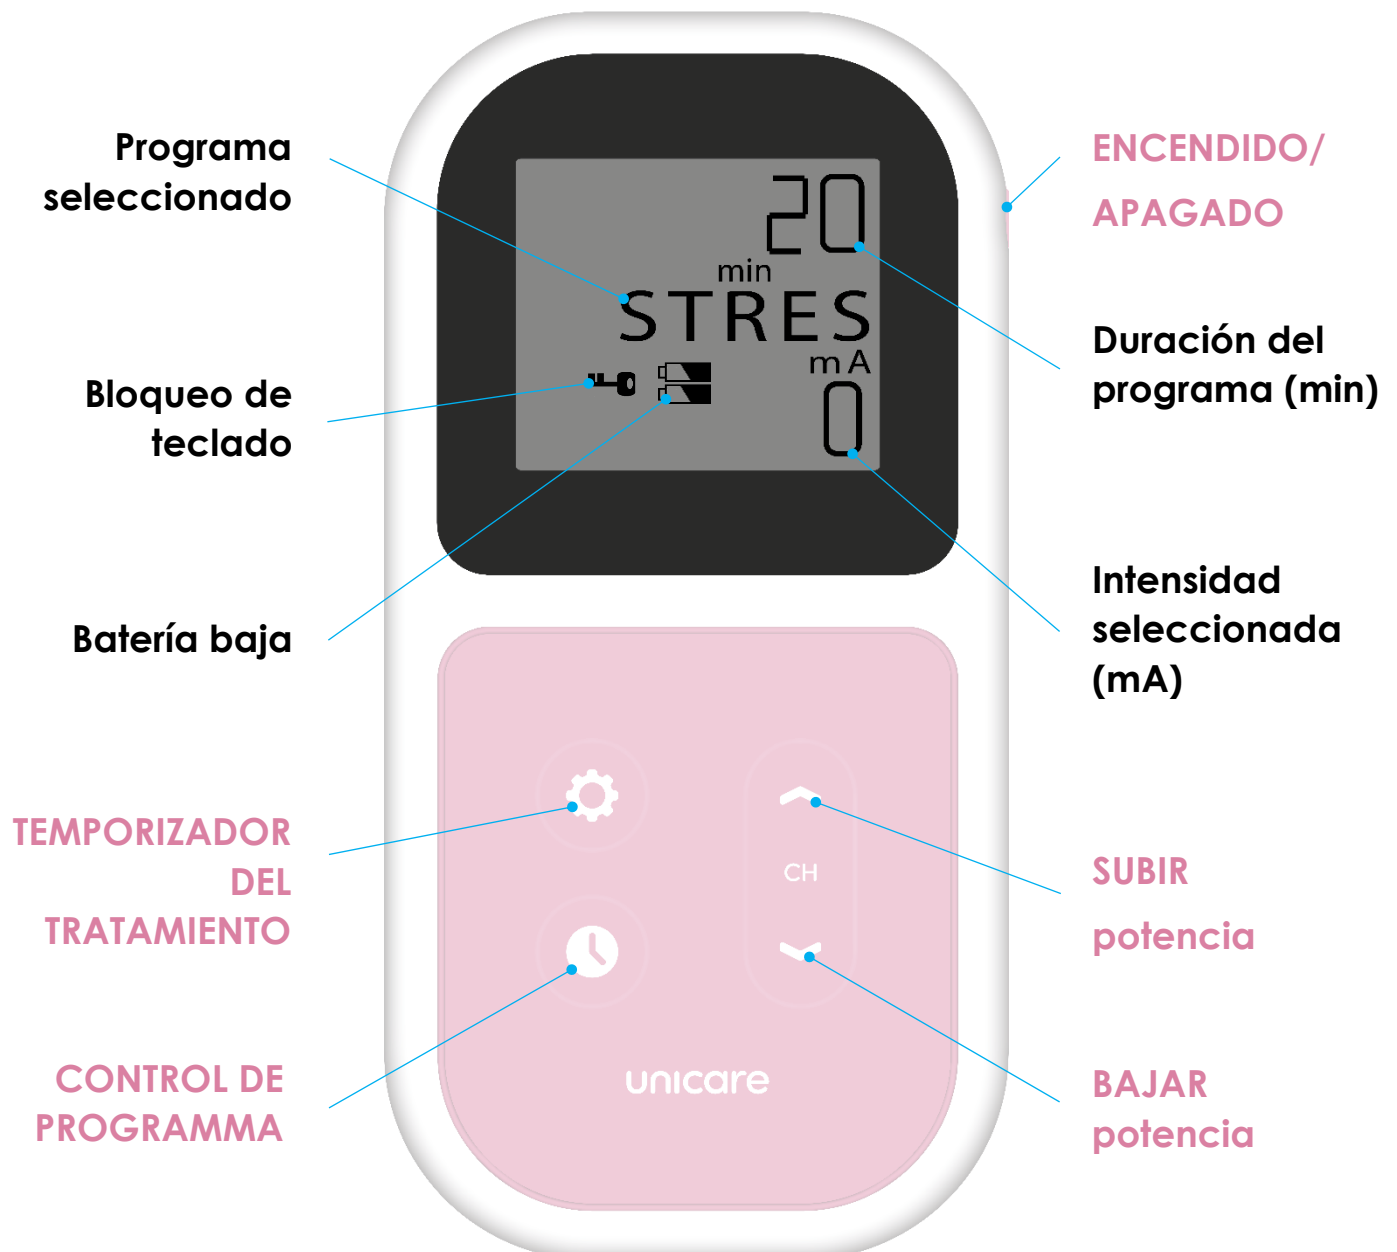 Programa
seleccionado
Bloqueo de
teclado
Batería baja
TEMPORIZADOR
DEL
TRATAMIENTO
CONTROL DE
PROGRAMMA
20
min
STRES
mA
0
CH
unicare
ENCENDIDO/
APAGADO
Duración del
programa (min)
Intensidad
seleccionada
(mA)
SUBIR
potencia
BAJAR
potencia